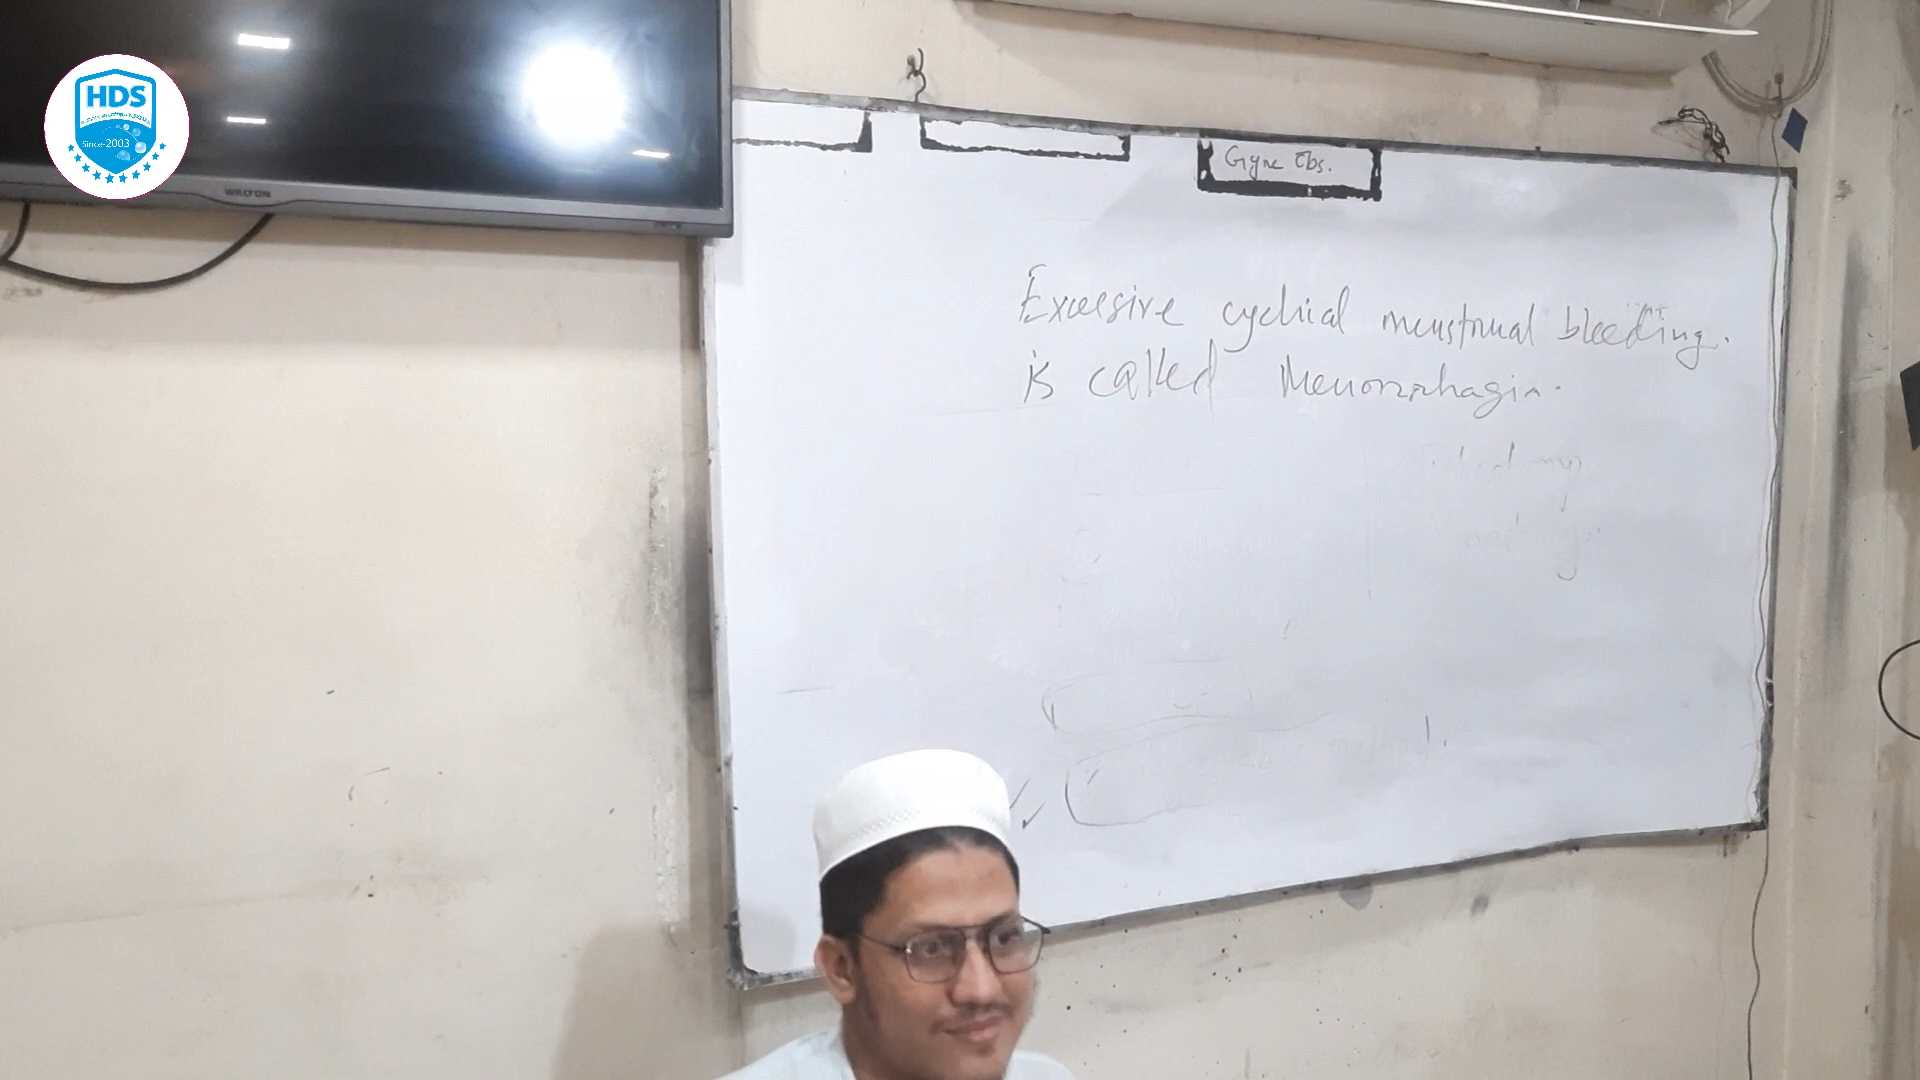 HDS
Since-2003
WALTON
Gyne Obs.
Excessive cyclical menstrual bleeding.
is called Menorrhagia.